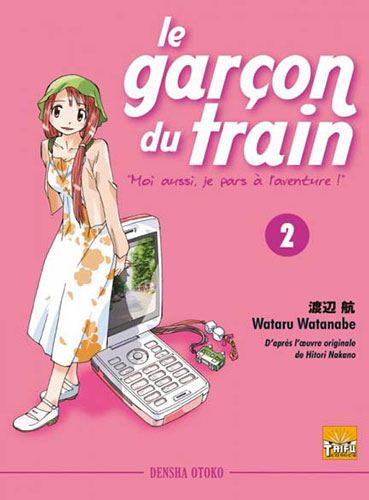 le
garçon
du train
"Moi aussi, je pars à l'aventure !"
2
渡辺 航
Wataru Watanabe
D'après l'œuvre originale
de Hitori Nakano
TAIFU
DENSHA OTOKO